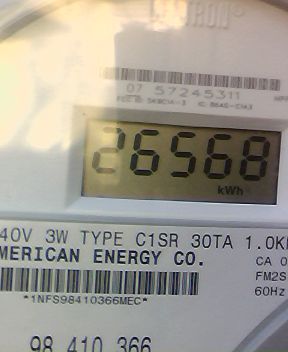 TRON
07 57245311
26568
kWh
40V 3W TYPE C1SR 30TA 1.0K
MERICAN ENERGY CO.
CA 0
FM2S
60Hz
*1NFS98410366MEC*
98 410 366